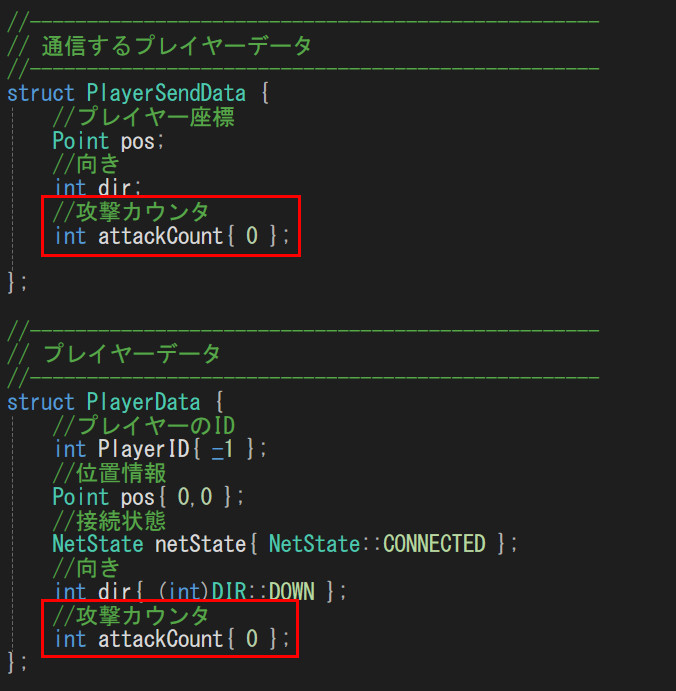 //--------------------------------------------------
// 通信するプレイヤーデータ
//--------------------------------------------------
struct PlayerSendData {
//プレイヤー座標
Point pos;
//向き
int dir;
//攻撃カウンタ
int attackCount{ 0 };
};
//--------------------------------------------------
// プレイヤーデータ
//--------------------------------------------------
struct PlayerData {
//プレイヤーのID
int PlayerID{ -1 };
//位置情報
Point pos{ 0,0 };
//接続状態
NetState netState{ NetState::CONNECTED };
//向き
int dir{ (int)DIR::DOWN };
//攻撃カウンタ
int attackCount{ 0 };
};